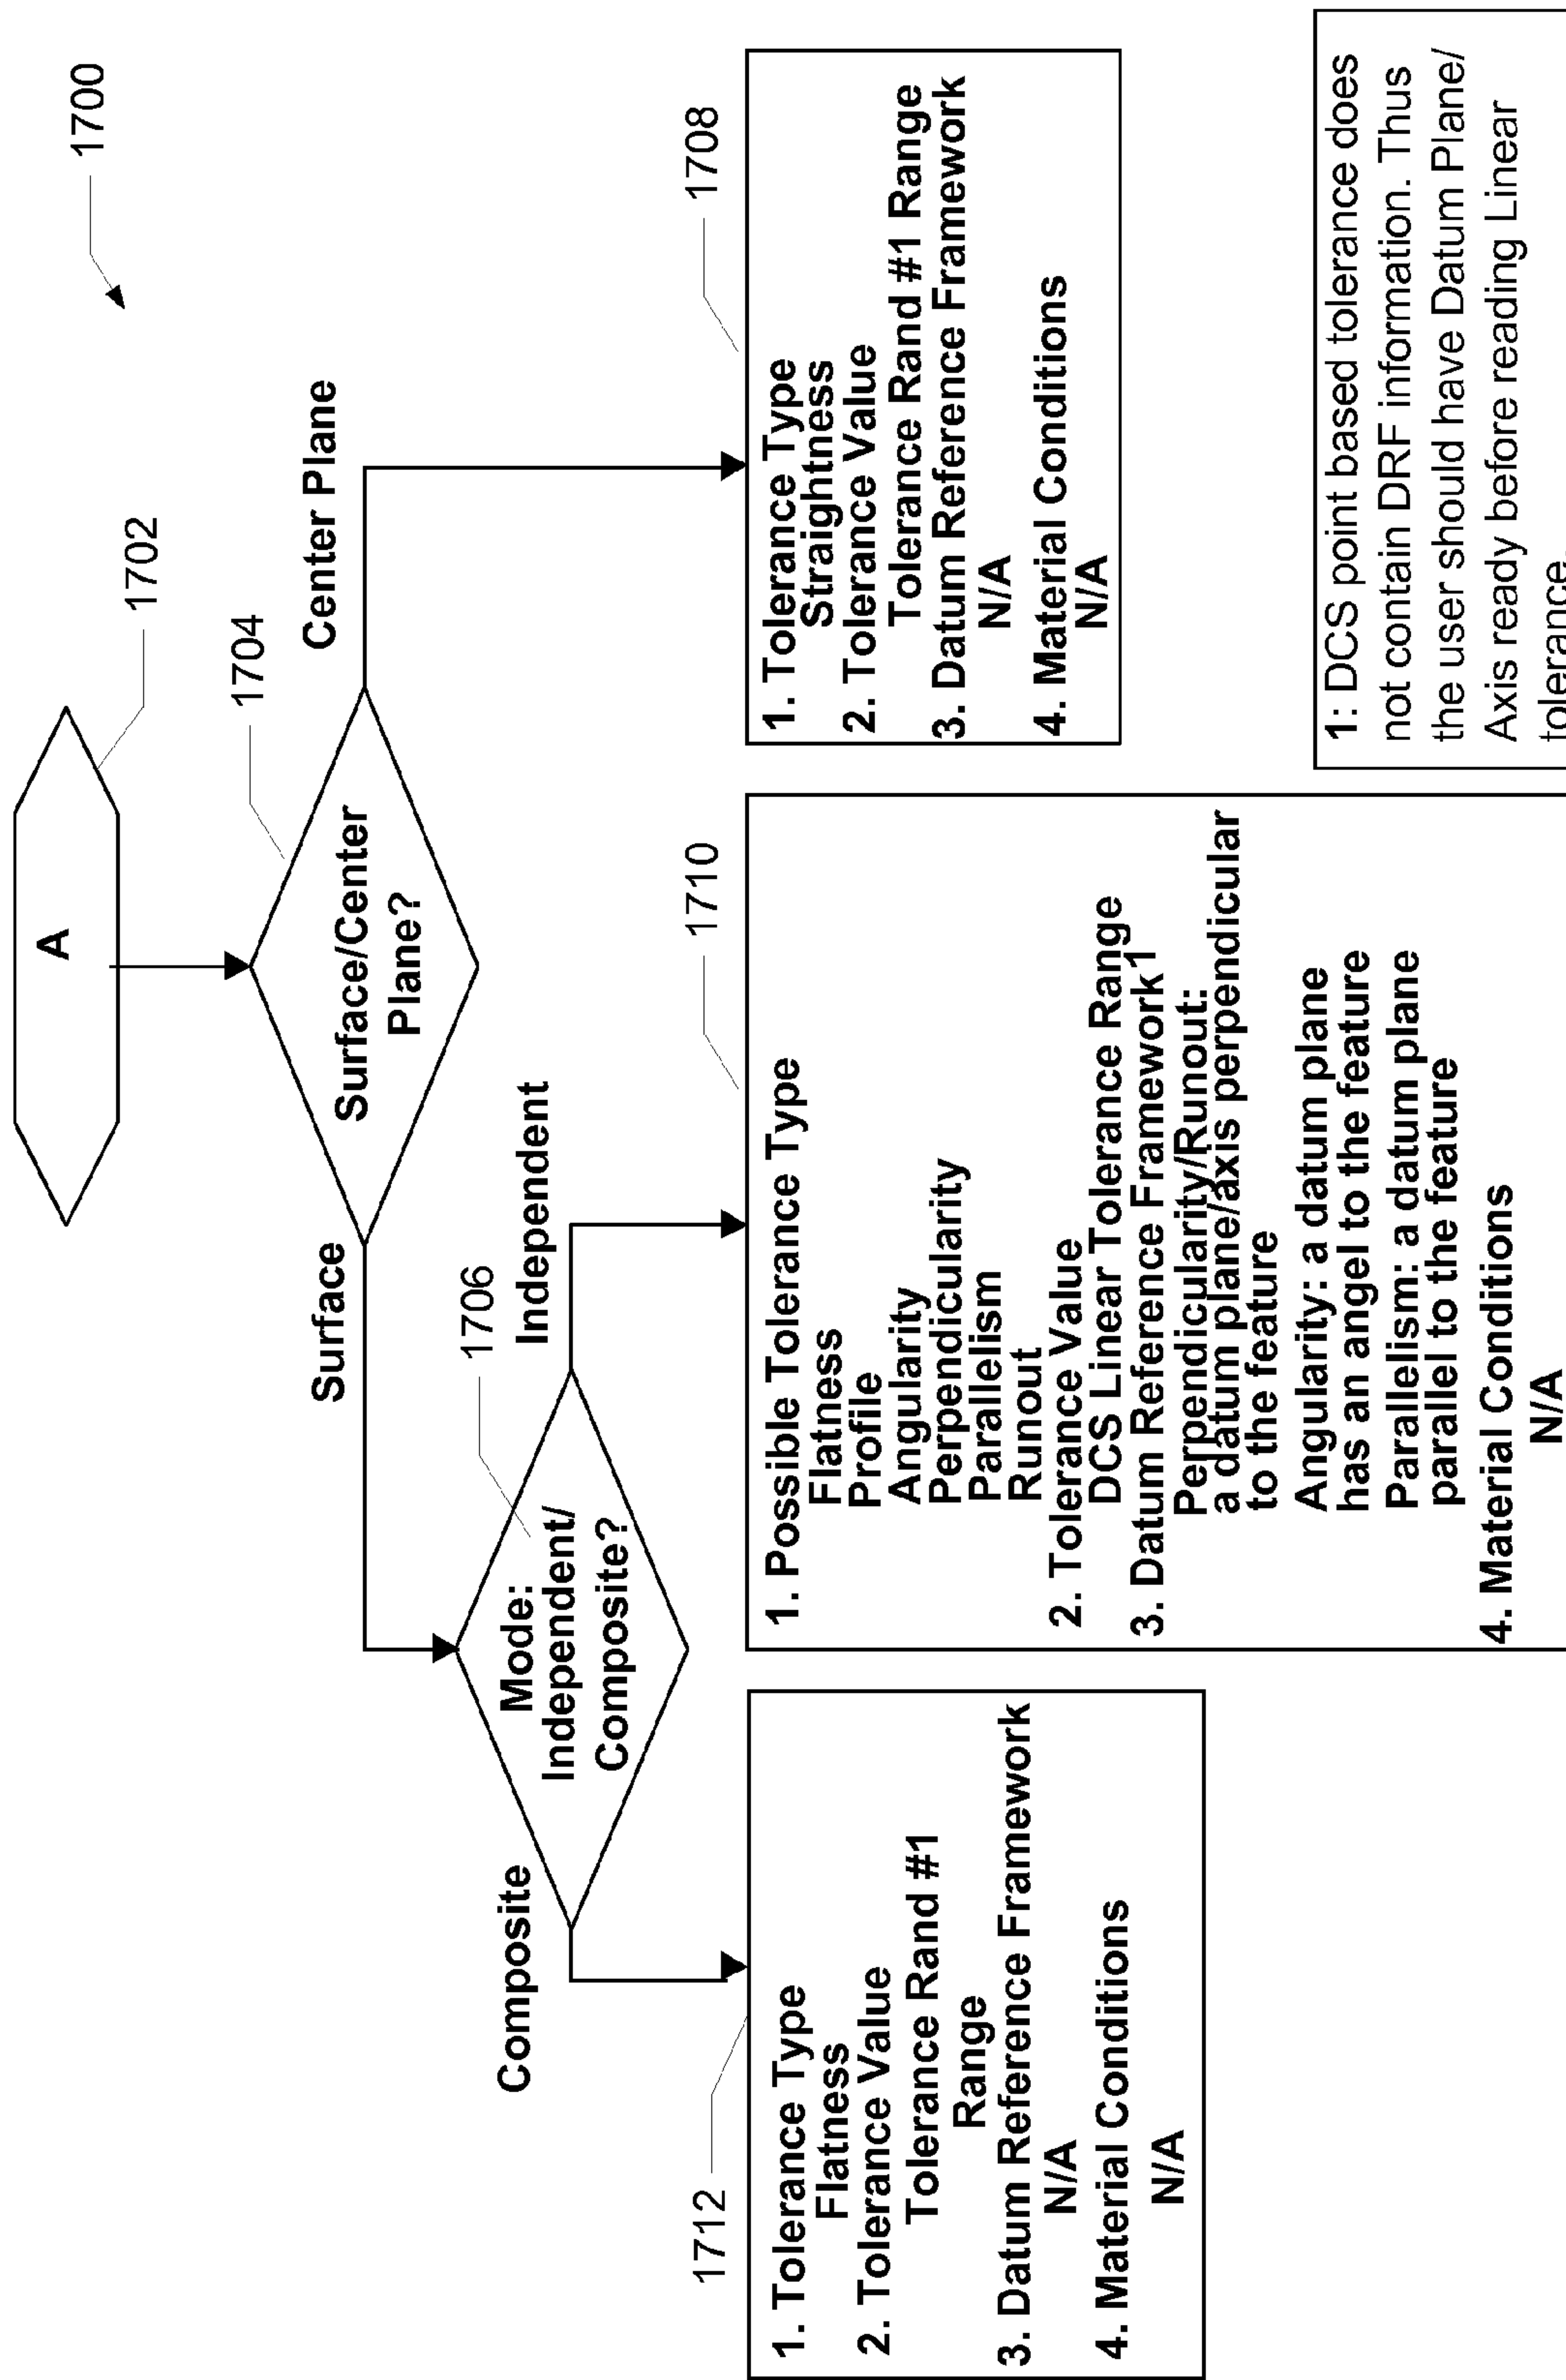 1700
A
1702
1704
Surface/Center
Plane?
Surface
Center Plane
1706
Mode:
Independent/
Composite?
Composite
Independent
1712
1. Tolerance Type
Flatness
2. Tolerance Value
Tolerance Rand #1
Range
3. Datum Reference Framework
N/A
4. Material Conditions
N/A
1710
1. Possible Tolerance Type
Flatness
Profile
Angularity
Perpendicularity
Parallelism
Runout
2. Tolerance Value
DCS Linear Tolerance Range
3. Datum Reference Framework 1
Perpendicularity/Runout:
a datum plane/axis perpendicular
to the feature
Angularity: a datum plane
has an angel to the feature
Parallelism: a datum plane
parallel to the feature
4. Material Conditions
N/A
1708
1. Tolerance Type
Straightness
2. Tolerance Value
Tolerance Rand #1 Range
3. Datum Reference Framework
N/A
4. Material Conditions
N/A
1: DCS point based tolerance does
not contain DRF information. Thus
the user should have Datum Plane/
Axis ready before reading Linear
tolerance.